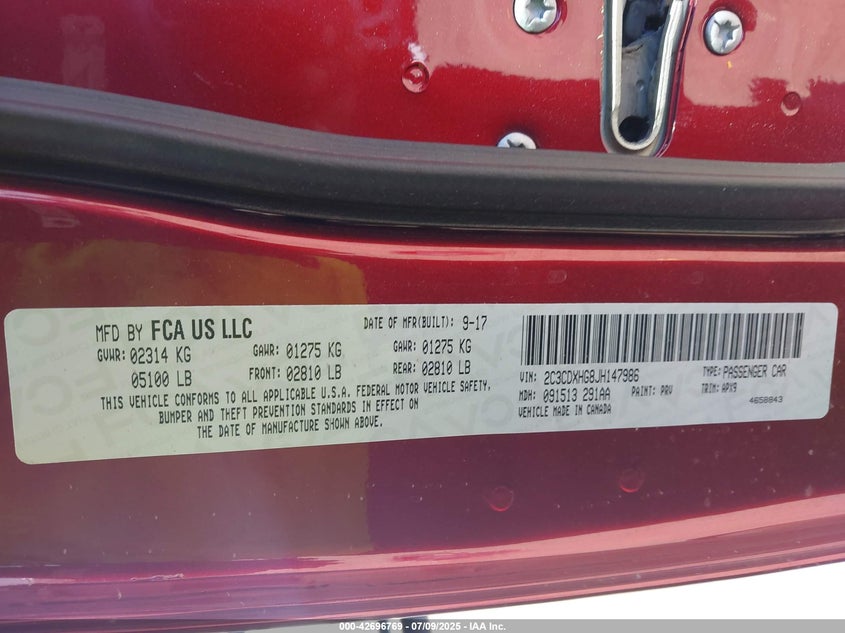 MFD BY FCA US LLC
DATE OF MFR(BUILT): 9-17
GVWR: 02314 KG GAWR: 01275 KG GAWR: 01275 KG
05100 LB FRONT: 02810 LB REAR: 02810 LB
THIS VEHICLE CONFORMS TO ALL APPLICABLE U.S.A. FEDERAL MOTOR VEHICLE SAFETY,
BUMPER AND THEFT PREVENTION STANDARDS IN EFFECT ON
THE DATE OF MANUFACTURE SHOWN ABOVE.
VIN: 2C3CDXHG8JH147986 TYPE: PASSENGER CAR
MDH: 091513 291AA PAINT: PRV TRIM: APX9
VEHICLE MADE IN CANADA 4658843
000-42696769 - 07/09/2025 - IAA Inc.